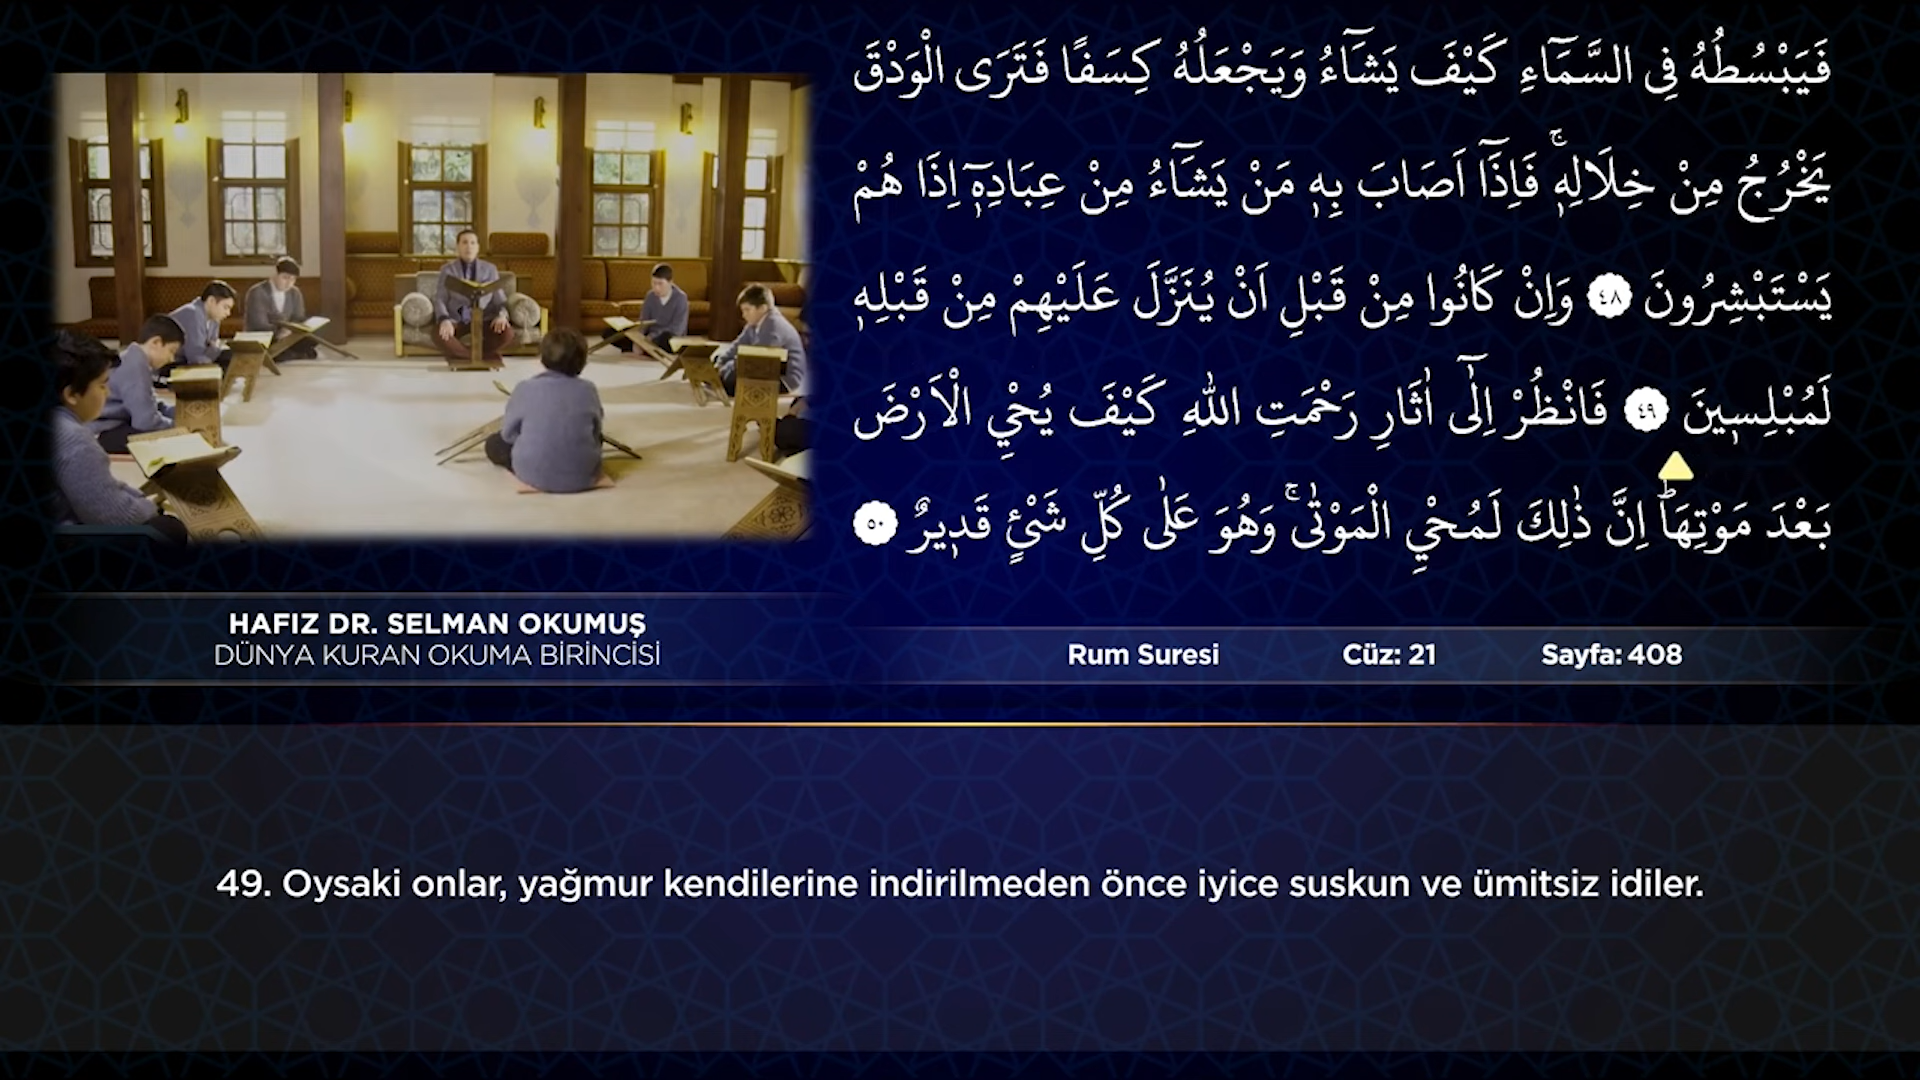 فَيَبْسُطُهُ فِي السَّمَٓاءِ كَيْفَ يَشَٓاءُ وَيَجْعَلُهُ كِسَفًا فَتَرَى الْوَدْقَ
يَخْرُجُ مِنْ خِلَالِه۪ۚ فَاِذَٓا اَصَابَ بِه۪ مَنْ يَشَٓاءُ مِنْ عِبَادِه۪ٓ اِذَا هُمْ
يَسْتَبْشِرُونَ ٤٨ وَاِنْ كَانُوا مِنْ قَبْلِ اَنْ يُنَزَّلَ عَلَيْهِمْ مِنْ قَبْلِه۪
لَمُبْلِس۪ينَ ٤٩ فَانْظُرْ اِلٰٓى اٰثَارِ رَحْمَتِ اللّٰهِ كَيْفَ يُحْيِ الْاَرْضَ
بَعْدَ مَوْتِهَاۜ اِنَّ ذٰلِكَ لَمُحْيِ الْمَوْتٰىۚ وَهُوَ عَلٰى كُلِّ شَيْءٍ قَد۪يرٌ ٥٠
HAFIZ DR. SELMAN OKUMUŞ
DÜNYA KURAN OKUMA BİRİNCİSİ
Rum Suresi Cüz: 21 Sayfa: 408
49. Oysaki onlar, yağmur kendilerine indirilmeden önce iyice suskun ve ümitsiz idiler.